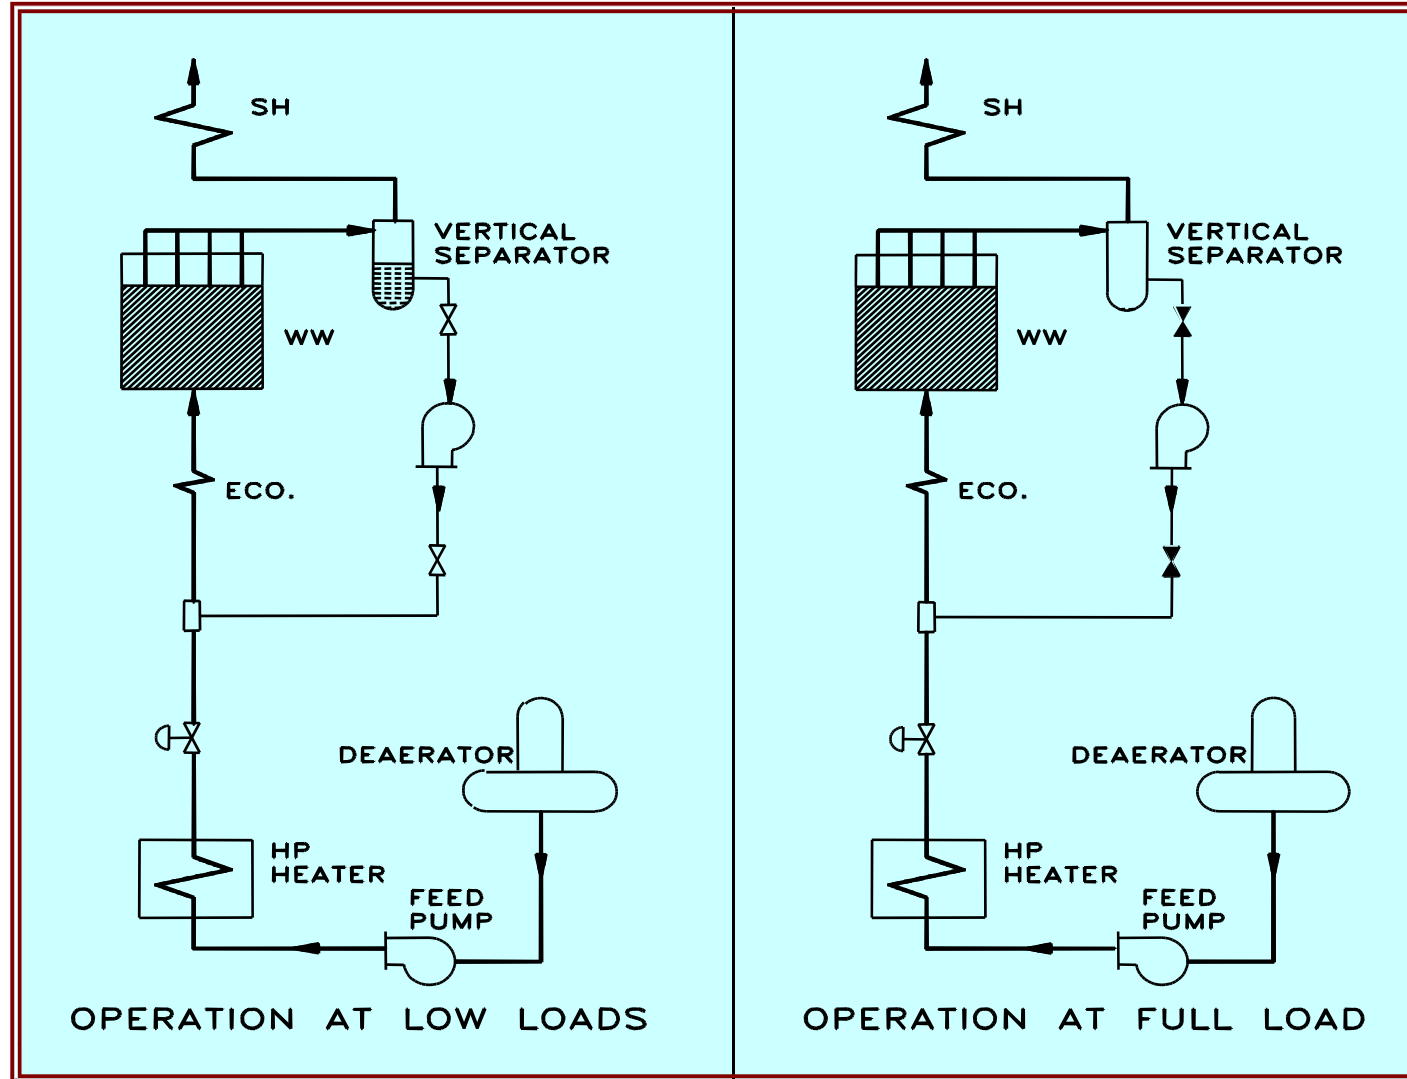 SH
VERTICAL
SEPARATOR
WW
ECO.
DEAERATOR
HP
HEATER
FEED
PUMP
OPERATION AT LOW LOADS
SH
VERTICAL
SEPARATOR
WW
ECO.
DEAERATOR
HP
HEATER
FEED
PUMP
OPERATION AT FULL LOAD